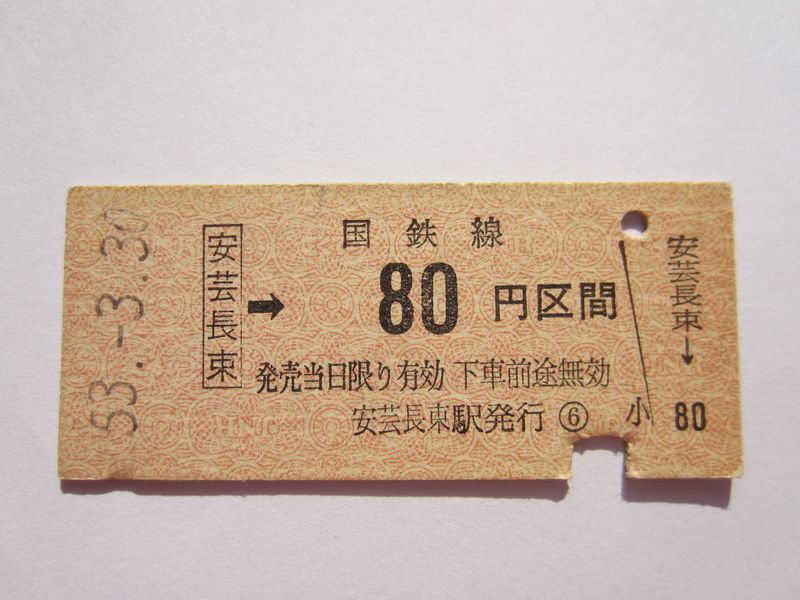 53.-3.30
安芸長束
➡
国鉄線
80円区間
発売当日限り有効 下車前途無効
安芸長束駅発行 ⑥
小
安芸長束→
80